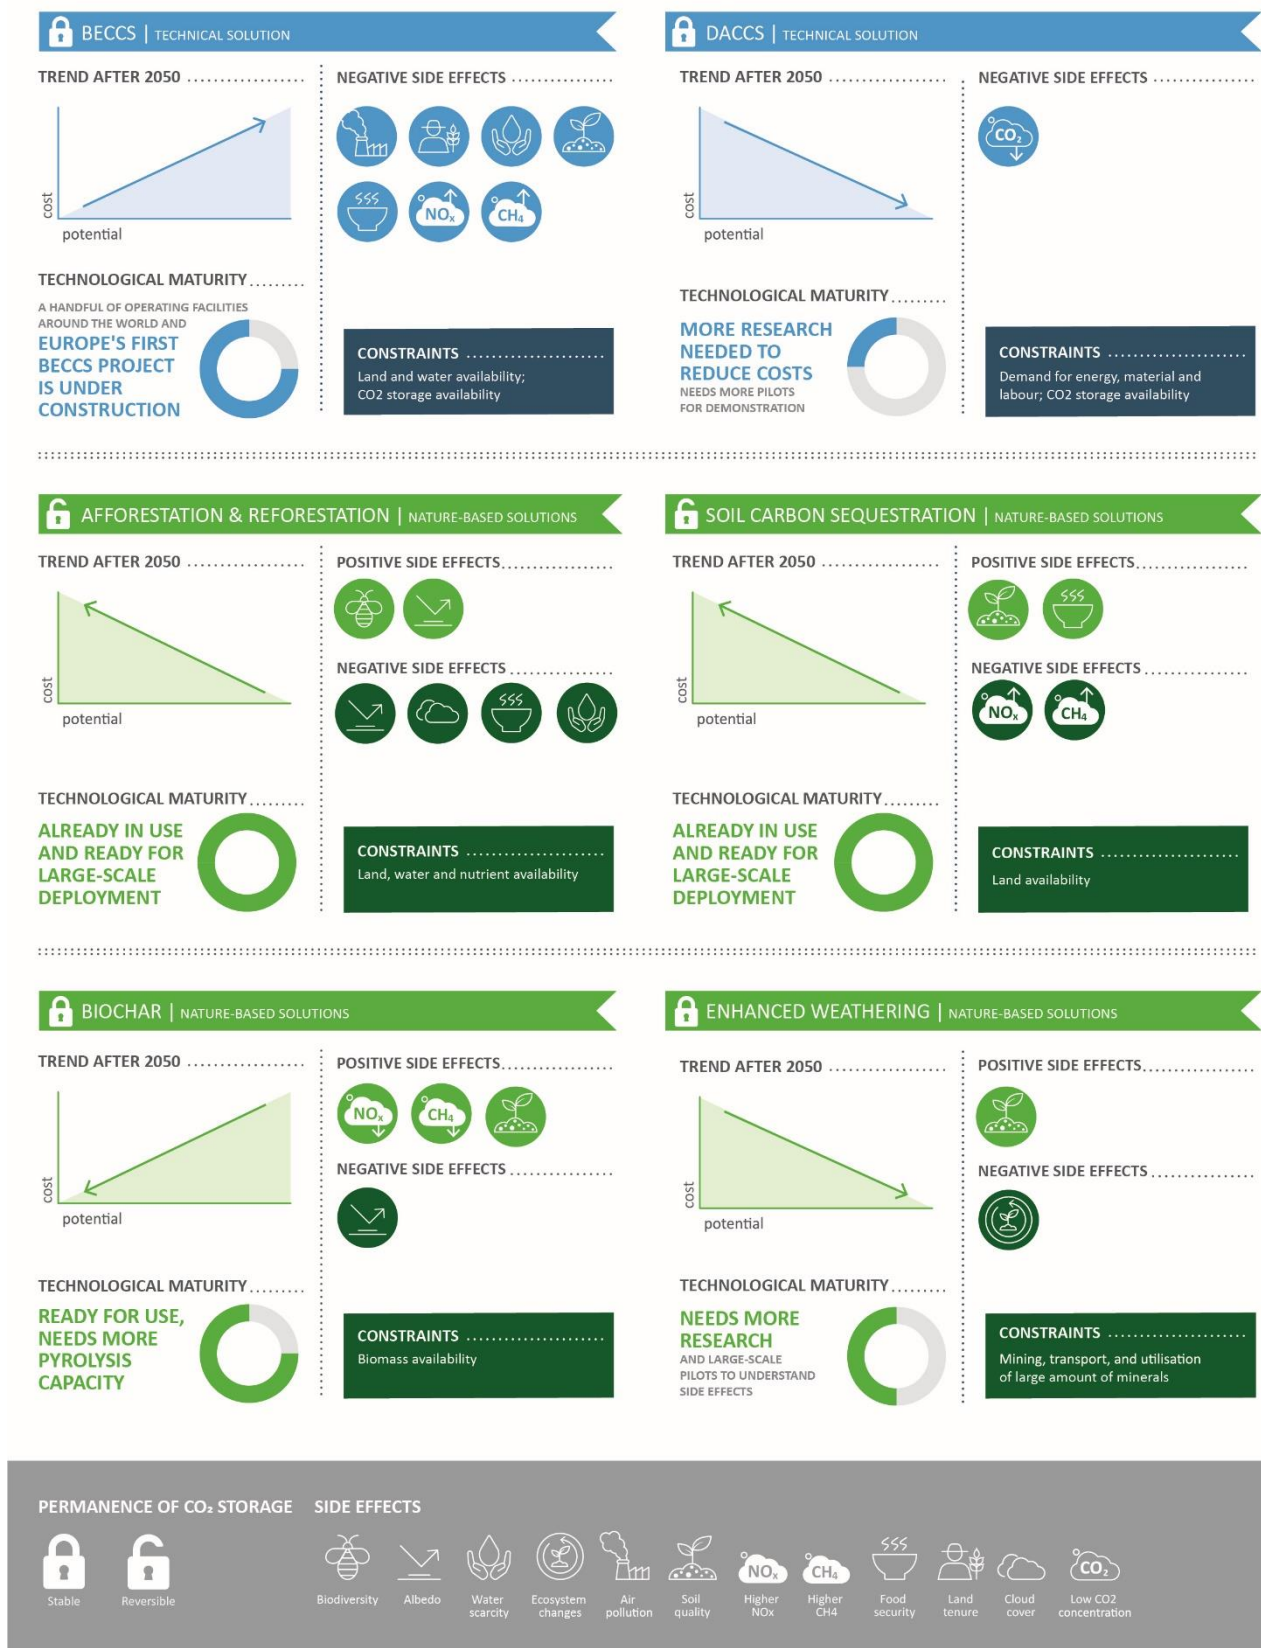 BECCS | TECHNICAL SOLUTION
TREND AFTER 2050
cost
potential
NEGATIVE SIDE EFFECTS
NOx
CH4
TECHNOLOGICAL MATURITY
A HANDFUL OF OPERATING FACILITIES
AROUND THE WORLD AND
EUROPE'S FIRST
BECCS PROJECT
IS UNDER
CONSTRUCTION
CONSTRAINTS
Land and water availability;
CO2 storage availability
DACCS | TECHNICAL SOLUTION
TREND AFTER 2050
cost
potential
NEGATIVE SIDE EFFECTS
CO2
TECHNOLOGICAL MATURITY
MORE RESEARCH
NEEDED TO
REDUCE COSTS
NEEDS MORE PILOTS
FOR DEMONSTRATION
CONSTRAINTS
Demand for energy, material and
labour; CO2 storage availability
AFFORESTATION & REFORESTATION | NATURE-BASED SOLUTIONS
TREND AFTER 2050
cost
potential
POSITIVE SIDE EFFECTS
NEGATIVE SIDE EFFECTS
TECHNOLOGICAL MATURITY
ALREADY IN USE
AND READY FOR
LARGE-SCALE
DEPLOYMENT
CONSTRAINTS
Land, water and nutrient availability
SOIL CARBON SEQUESTRATION | NATURE-BASED SOLUTIONS
TREND AFTER 2050
cost
potential
POSITIVE SIDE EFFECTS
NEGATIVE SIDE EFFECTS
NOx
CH4
TECHNOLOGICAL MATURITY
ALREADY IN USE
AND READY FOR
LARGE-SCALE
DEPLOYMENT
CONSTRAINTS
Land availability
BIOCHAR | NATURE-BASED SOLUTIONS
TREND AFTER 2050
cost
potential
POSITIVE SIDE EFFECTS
NOx
CH4
NEGATIVE SIDE EFFECTS
TECHNOLOGICAL MATURITY
READY FOR USE,
NEEDS MORE
PYROLYSIS
CAPACITY
CONSTRAINTS
Biomass availability
ENHANCED WEATHERING | NATURE-BASED SOLUTIONS
TREND AFTER 2050
cost
potential
POSITIVE SIDE EFFECTS
NEGATIVE SIDE EFFECTS
TECHNOLOGICAL MATURITY
NEEDS MORE
RESEARCH
AND LARGE-SCALE
PILOTS TO UNDERSTAND
SIDE EFFECTS
CONSTRAINTS
Mining, transport, and utilisation
of large amount of minerals
PERMANENCE OF CO₂ STORAGE
Stable
Reversible
SIDE EFFECTS
Biodiversity
Albedo
Water
scarcity
Ecosystem
changes
Air
pollution
Soil
quality
NOx
Higher
NOx
CH4
Higher
CH4
Food
security
Land
tenure
Cloud
cover
CO2
Low CO2
concentration